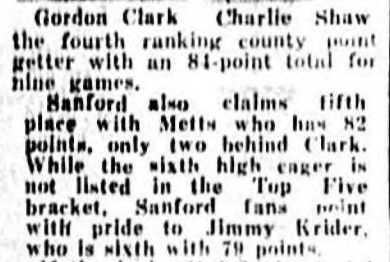 Gordon Clark Charlie Shaw
the fourth ranking county point
getter with an 84-point total for
nine games.
Sanford also claims fifth
place with Metts who has 82
points, only two behind Clark.
While the sixth high cager is
not listed in the Top Five
bracket, Sanford fans point
with pride to Jimmy Krider,
who is sixth with 79 points.